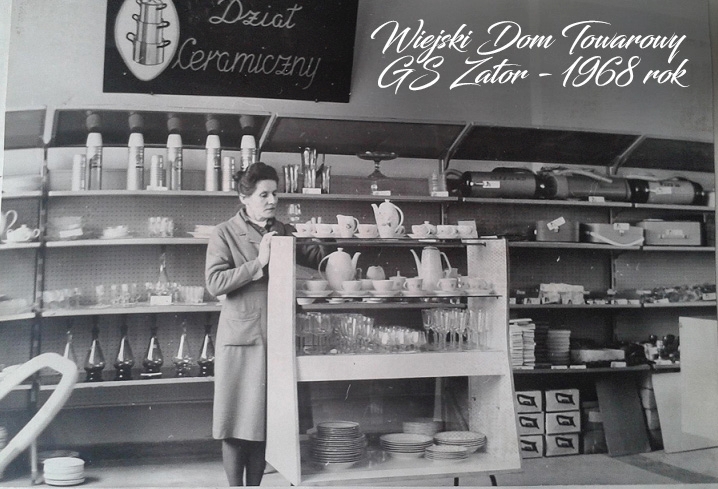 Dział
Ceramiczny
Wiejski Dom Towarowy
GS Zator - 1968 rok